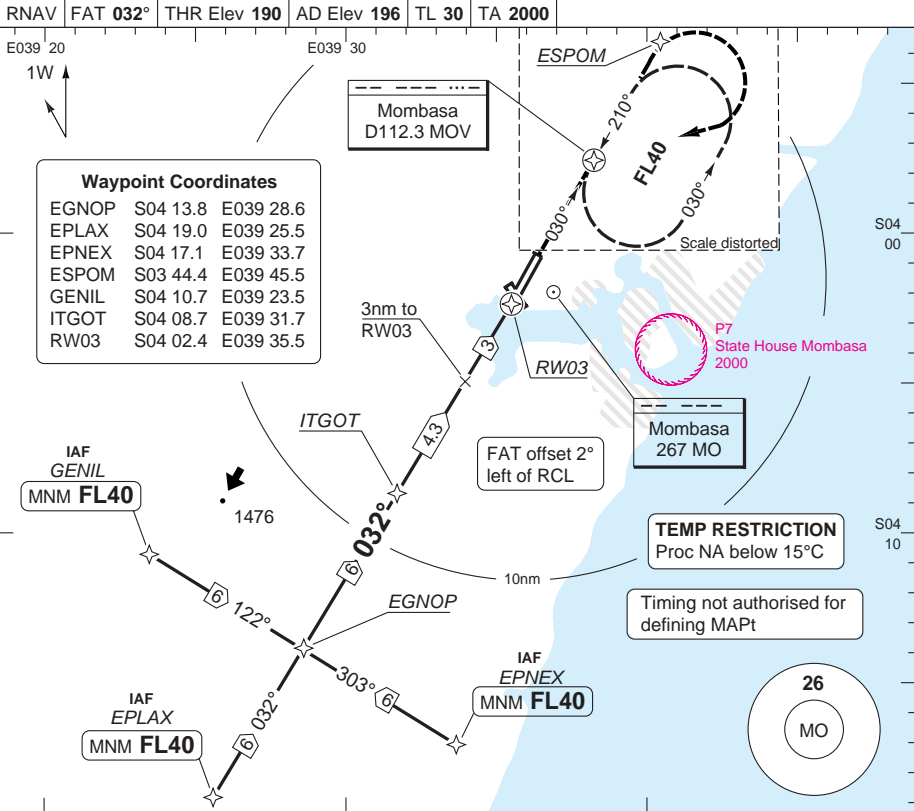 RNAV FAT 032° THR Elev 190 AD Elev 196 TL 30 TA 2000
E039 20
E039 30
1W
ESPOM
Mombasa
D112.3 MOV
210°
FL40
030°
030°
Scale distorted
S04
00
Waypoint Coordinates
EGNOP S04 13.8 E039 28.6
EPLAX S04 19.0 E039 25.5
EPNEX S04 17.1 E039 33.7
ESPOM S03 44.4 E039 45.5
GENIL S04 10.7 E039 23.5
ITGOT S04 08.7 E039 31.7
RW03 S04 02.4 E039 35.5
3nm to
RW03
3
RW03
P7
State House Mombasa
2000
Mombasa
267 MO
ITGOT
4.3
FAT offset 2°
left of RCL
IAF
GENIL
MNM FL40
1476
032°
TEMP RESTRICTION
Proc NA below 15°C
S04
10
10nm
6
6
122°
EGNOP
Timing not authorised for
defining MAPt
303°
6
IAF
EPNEX
MNM FL40
IAF
EPLAX
MNM FL40
032°
6
26
MO